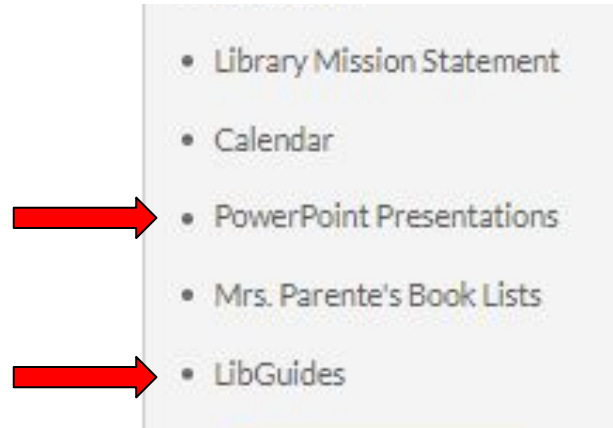 • Library Mission Statement
• Calendar
• PowerPoint Presentations
• Mrs. Parente's Book Lists
• LibGuides